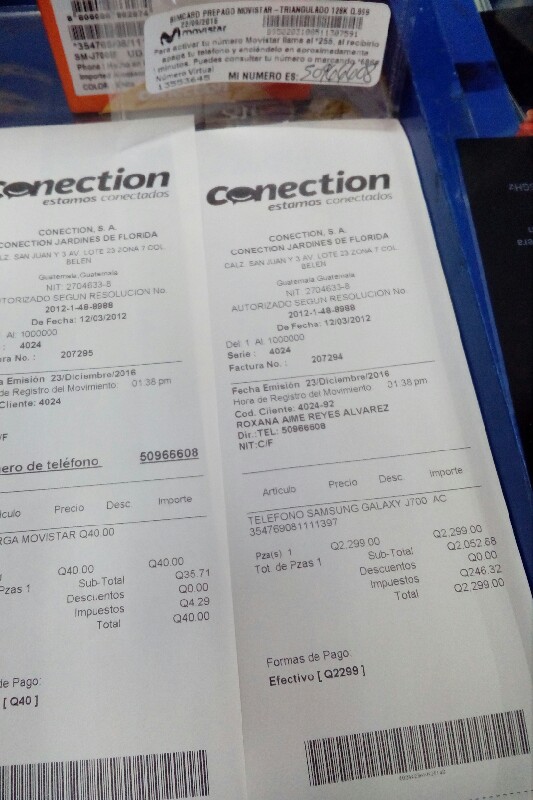 SIMCARD PREPAGO MOVISTAR - TRIANGULADO 128K Q.999
22/09/2016
movistar
Para activar tu número Movistar llama al *255, al recibirlo
apaga tu teléfono y enciéndelo en aproximadamente
minutos. Puedes consultar tu número o marcando
Número Virtual
13553645
MI NUMERO ES: 50966608
SM-J700
Conection
estamos conectados
CONECTION, S. A.
CONECTION JARDINES DE FLORIDA
CALZ. SAN JUAN Y 3 AV. LOTE 23 ZONA 7 COL.
BELEN
Guatemala,Guatemala
NIT: 2704633-8
AUTORIZADO SEGUN RESOLUCION No.
2012-1-48-8988
De Fecha: 12/03/2012
Al: 1000000
4024
Factura No. : 207295
Emisión 23/Diciembre/2016
de Registro del Movimiento: 01:38 pm
Cliente: 4024
C/F
ero de teléfono 50966608
Precio Desc Importe
RGA MOVISTAR Q40.00
Q40.00 Q40.00
Pzas 1 Sub-Total Q35.71
Descuentos Q0.00
Impuestos Q4.29
Total Q40.00
de Pago:
[ Q40 ]
Conection
estamos conectados
CONECTION, S. A.
CONECTION JARDINES DE FLORIDA
CALZ. SAN JUAN Y 3 AV. LOTE 23 ZONA 7 COL.
BELEN
Guatemala Guatemala
NIT: 2704633-8
AUTORIZADO SEGUN RESOLUCION No.
2012-1-48-8988
De Fecha: 12/03/2012
Del: 1 Al: 1000000
Serie : 4024
Factura No. : 207294
Fecha Emisión 23/Diciembre/2016
Hora de Registro del Movimiento: 01:38 pm
Cod. Cliente: 4024-92
ROXANA AIME REYES ALVAREZ
Dir.:TEL: 50966608
NIT:C/F
Articulo Precio Desc Importe
TELEFONO SAMSUNG GALAXY J700 AC
354769081111397
Pza(s) 1 Q2,299.00 Q2,299.00
Tot. de Pzas 1 Sub-Total Q2,052.68
Descuentos Q0.00
Impuestos Q246.32
Total Q2,299.00
Formas de Pago:
Efectivo [ Q2299 ]